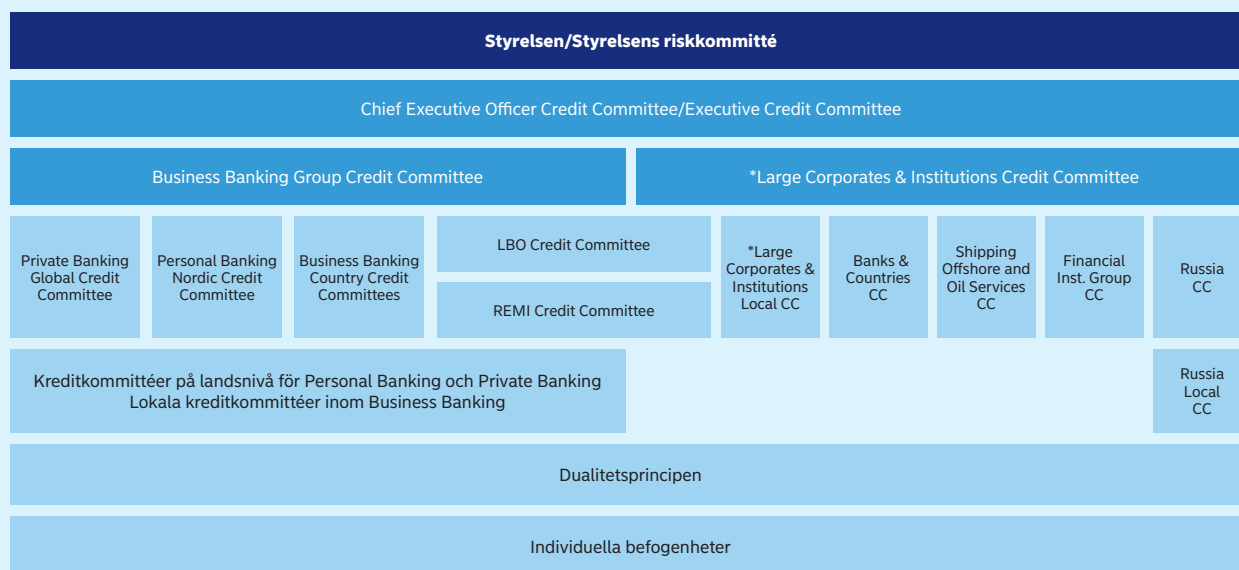 Styrelsen/Styrelsens riskkommitté
Chief Executive Officer Credit Committee/Executive Credit Committee
Business Banking Group Credit Committee
*Large Corporates & Institutions Credit Committee
Private Banking
Global Credit
Committee
Personal Banking
Nordic Credit
Committee
Business Banking
Country Credit
Committees
LBO Credit Committee
REMI Credit Committee
*Large
Corporates &
Institutions
Local CC
Banks &
Countries
CC
Shipping
Offshore and
Oil Services
CC
Financial
Inst. Group
CC
Russia
CC
Kreditkommittéer på landsnivå för Personal Banking och Private Banking
Lokala kreditkommittéer inom Business Banking
Russia
Local
CC
Dualitetsprincipen
Individuella befogenheter